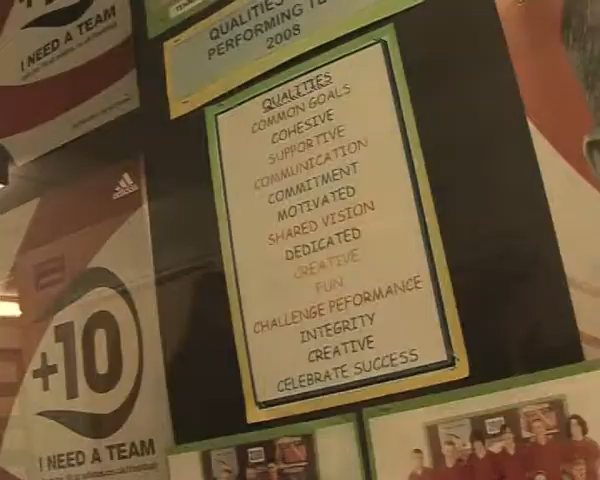 I NEED A TEAM
QUALITIES
PERFORMING
2008
QUALITIES
COMMON GOALS
COHESIVE
SUPPORTIVE
COMMUNICATION
COMMITMENT
MOTIVATED
SHARED VISION
DEDICATED
CREATIVE
FUN
CHALLENGE PEFORMANCE
INTEGRITY
CREATIVE
CELEBRATE SUCCESS
adidas
+10
I NEED A TEAM